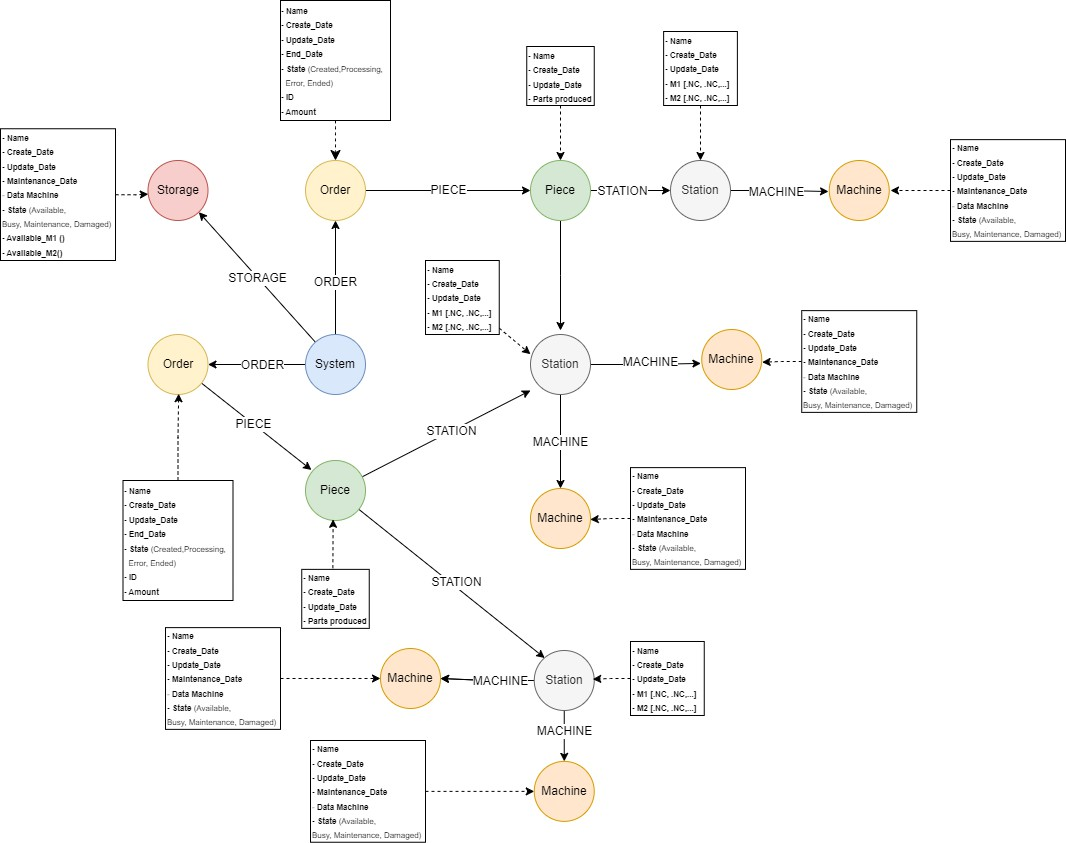 - Name
- Create_Date
- Update_Date
- End_Date
- State (Created,Processing,
Error, Ended)
- ID
- Amount
- Name
- Create_Date
- Update_Date
- Parts produced
- Name
- Create_Date
- Update_Date
- M1 [.NC, .NC,...]
- M2 [.NC, .NC,...]
- Name
- Create_Date
- Update_Date
- Maintenance_Date
- Data Machine
- State (Available,
Busy, Maintenance, Damaged)
- Available_M1 ()
- Available_M2()
- Name
- Create_Date
- Update_Date
- Maintenance_Date
- Data Machine
- State (Available,
Busy, Maintenance, Damaged)
Storage
Order
PIECE
Piece
STATION
Station
MACHINE
Machine
STORAGE
ORDER
- Name
- Create_Date
- Update_Date
- M1 [.NC, .NC,...]
- M2 [.NC, .NC,...]
Order
ORDER
System
Station
MACHINE
Machine
- Name
- Create_Date
- Update_Date
- Maintenance_Date
- Data Machine
- State (Available,
Busy, Maintenance, Damaged)
PIECE
STATION
MACHINE
Piece
Machine
- Name
- Create_Date
- Update_Date
- Maintenance_Date
- Data Machine
- State (Available,
Busy, Maintenance, Damaged)
- Name
- Create_Date
- Update_Date
- End_Date
- State (Created,Processing,
Error, Ended)
- ID
- Amount
- Name
- Create_Date
- Update_Date
- Parts produced
STATION
- Name
- Create_Date
- Update_Date
- Maintenance_Date
- Data Machine
- State (Available,
Busy, Maintenance, Damaged)
Machine
MACHINE
Station
- Name
- Create_Date
- Update_Date
- M1 [.NC, .NC,...]
- M2 [.NC, .NC,...]
MACHINE
- Name
- Create_Date
- Update_Date
- Maintenance_Date
- Data Machine
- State (Available,
Busy, Maintenance, Damaged)
Machine